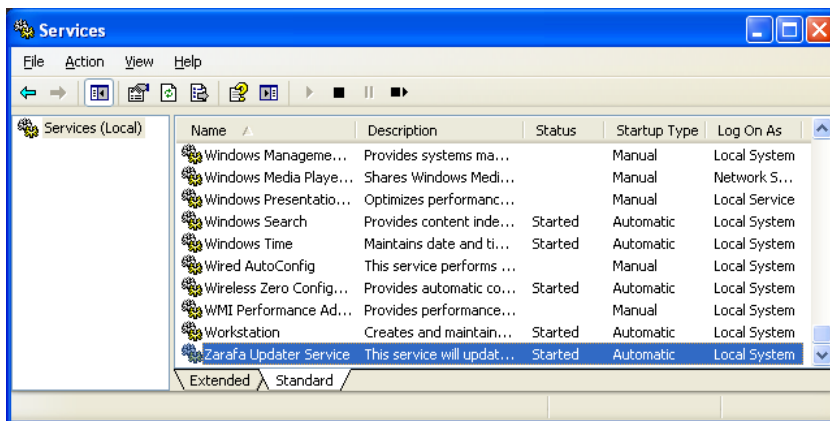 Services
File Action View Help
Services (Local)
Name Description Status Startup Type Log On As
Windows Manageme... Provides systems ma... Manual Local System
Windows Media Playe... Shares Windows Medi... Manual Network S...
Windows Presentatio... Optimizes performanc... Manual Local Service
Windows Search Provides content inde... Started Automatic Local System
Windows Time Maintains date and ti... Started Automatic Local System
Wired AutoConfig This service performs ... Manual Local System
Wireless Zero Config... Provides automatic co... Started Automatic Local System
WMI Performance Ad... Provides performance... Manual Local System
Workstation Creates and maintain... Started Automatic Local System
Zarafa Updater Service This service will updat... Started Automatic Local System
Extended Standard